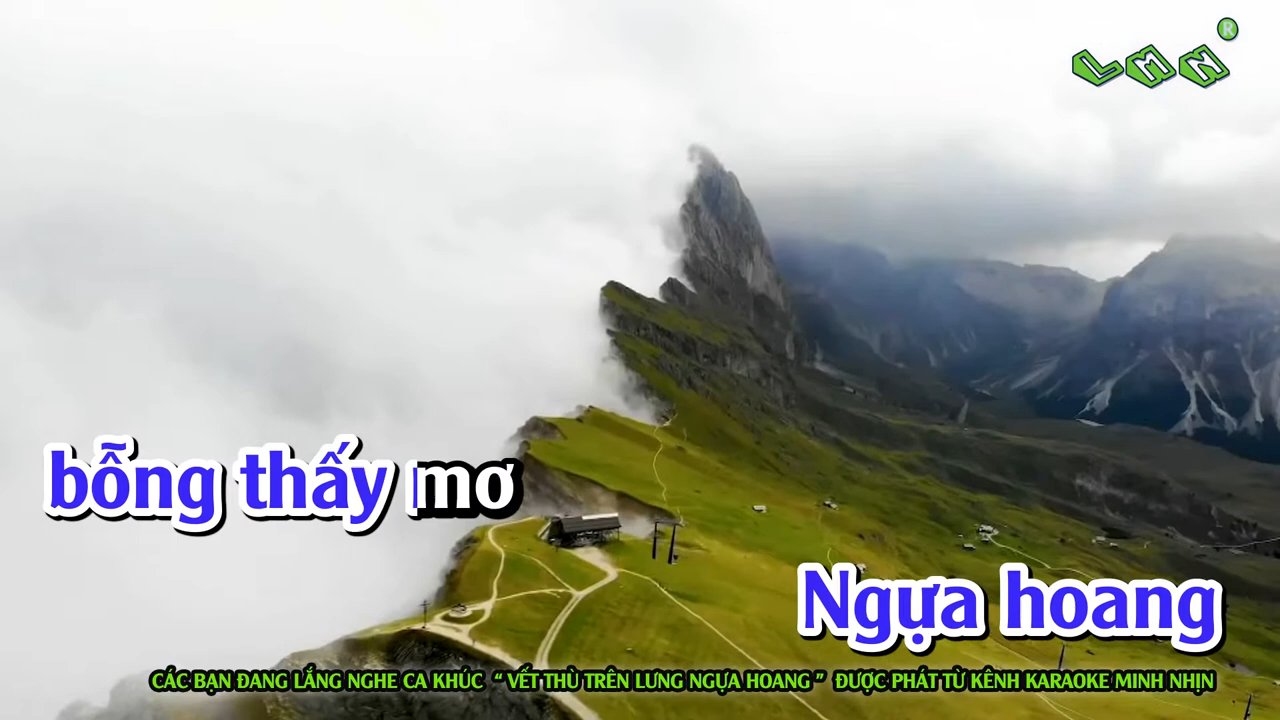 LMN®
bỗng thấy mơ
Ngựa hoang
CÁC BẠN ĐANG LẮNG NGHE CA KHÚC “ VẾT THÙ TRÊN LƯNG NGỰA HOANG ” ĐƯỢC PHÁT TỪ KÊNH KARAOKE MINH NHỊN